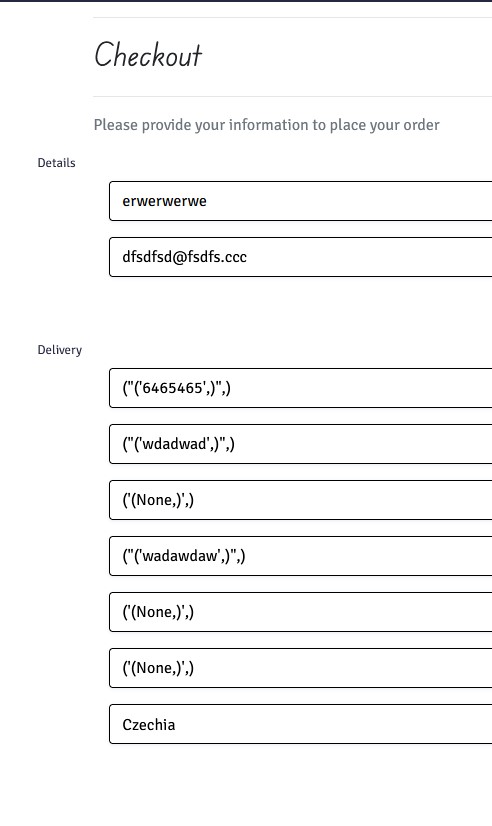 Checkout
Please provide your information to place your order
Details
erwerwerwe
dfsdfsd@fsdfs.ccc
Delivery
("('6465465',)",)
("('wdadwad',)",)
('(None,)',)
("('wadawdaw',)",)
('(None,)',)
('(None,)',)
Czechia